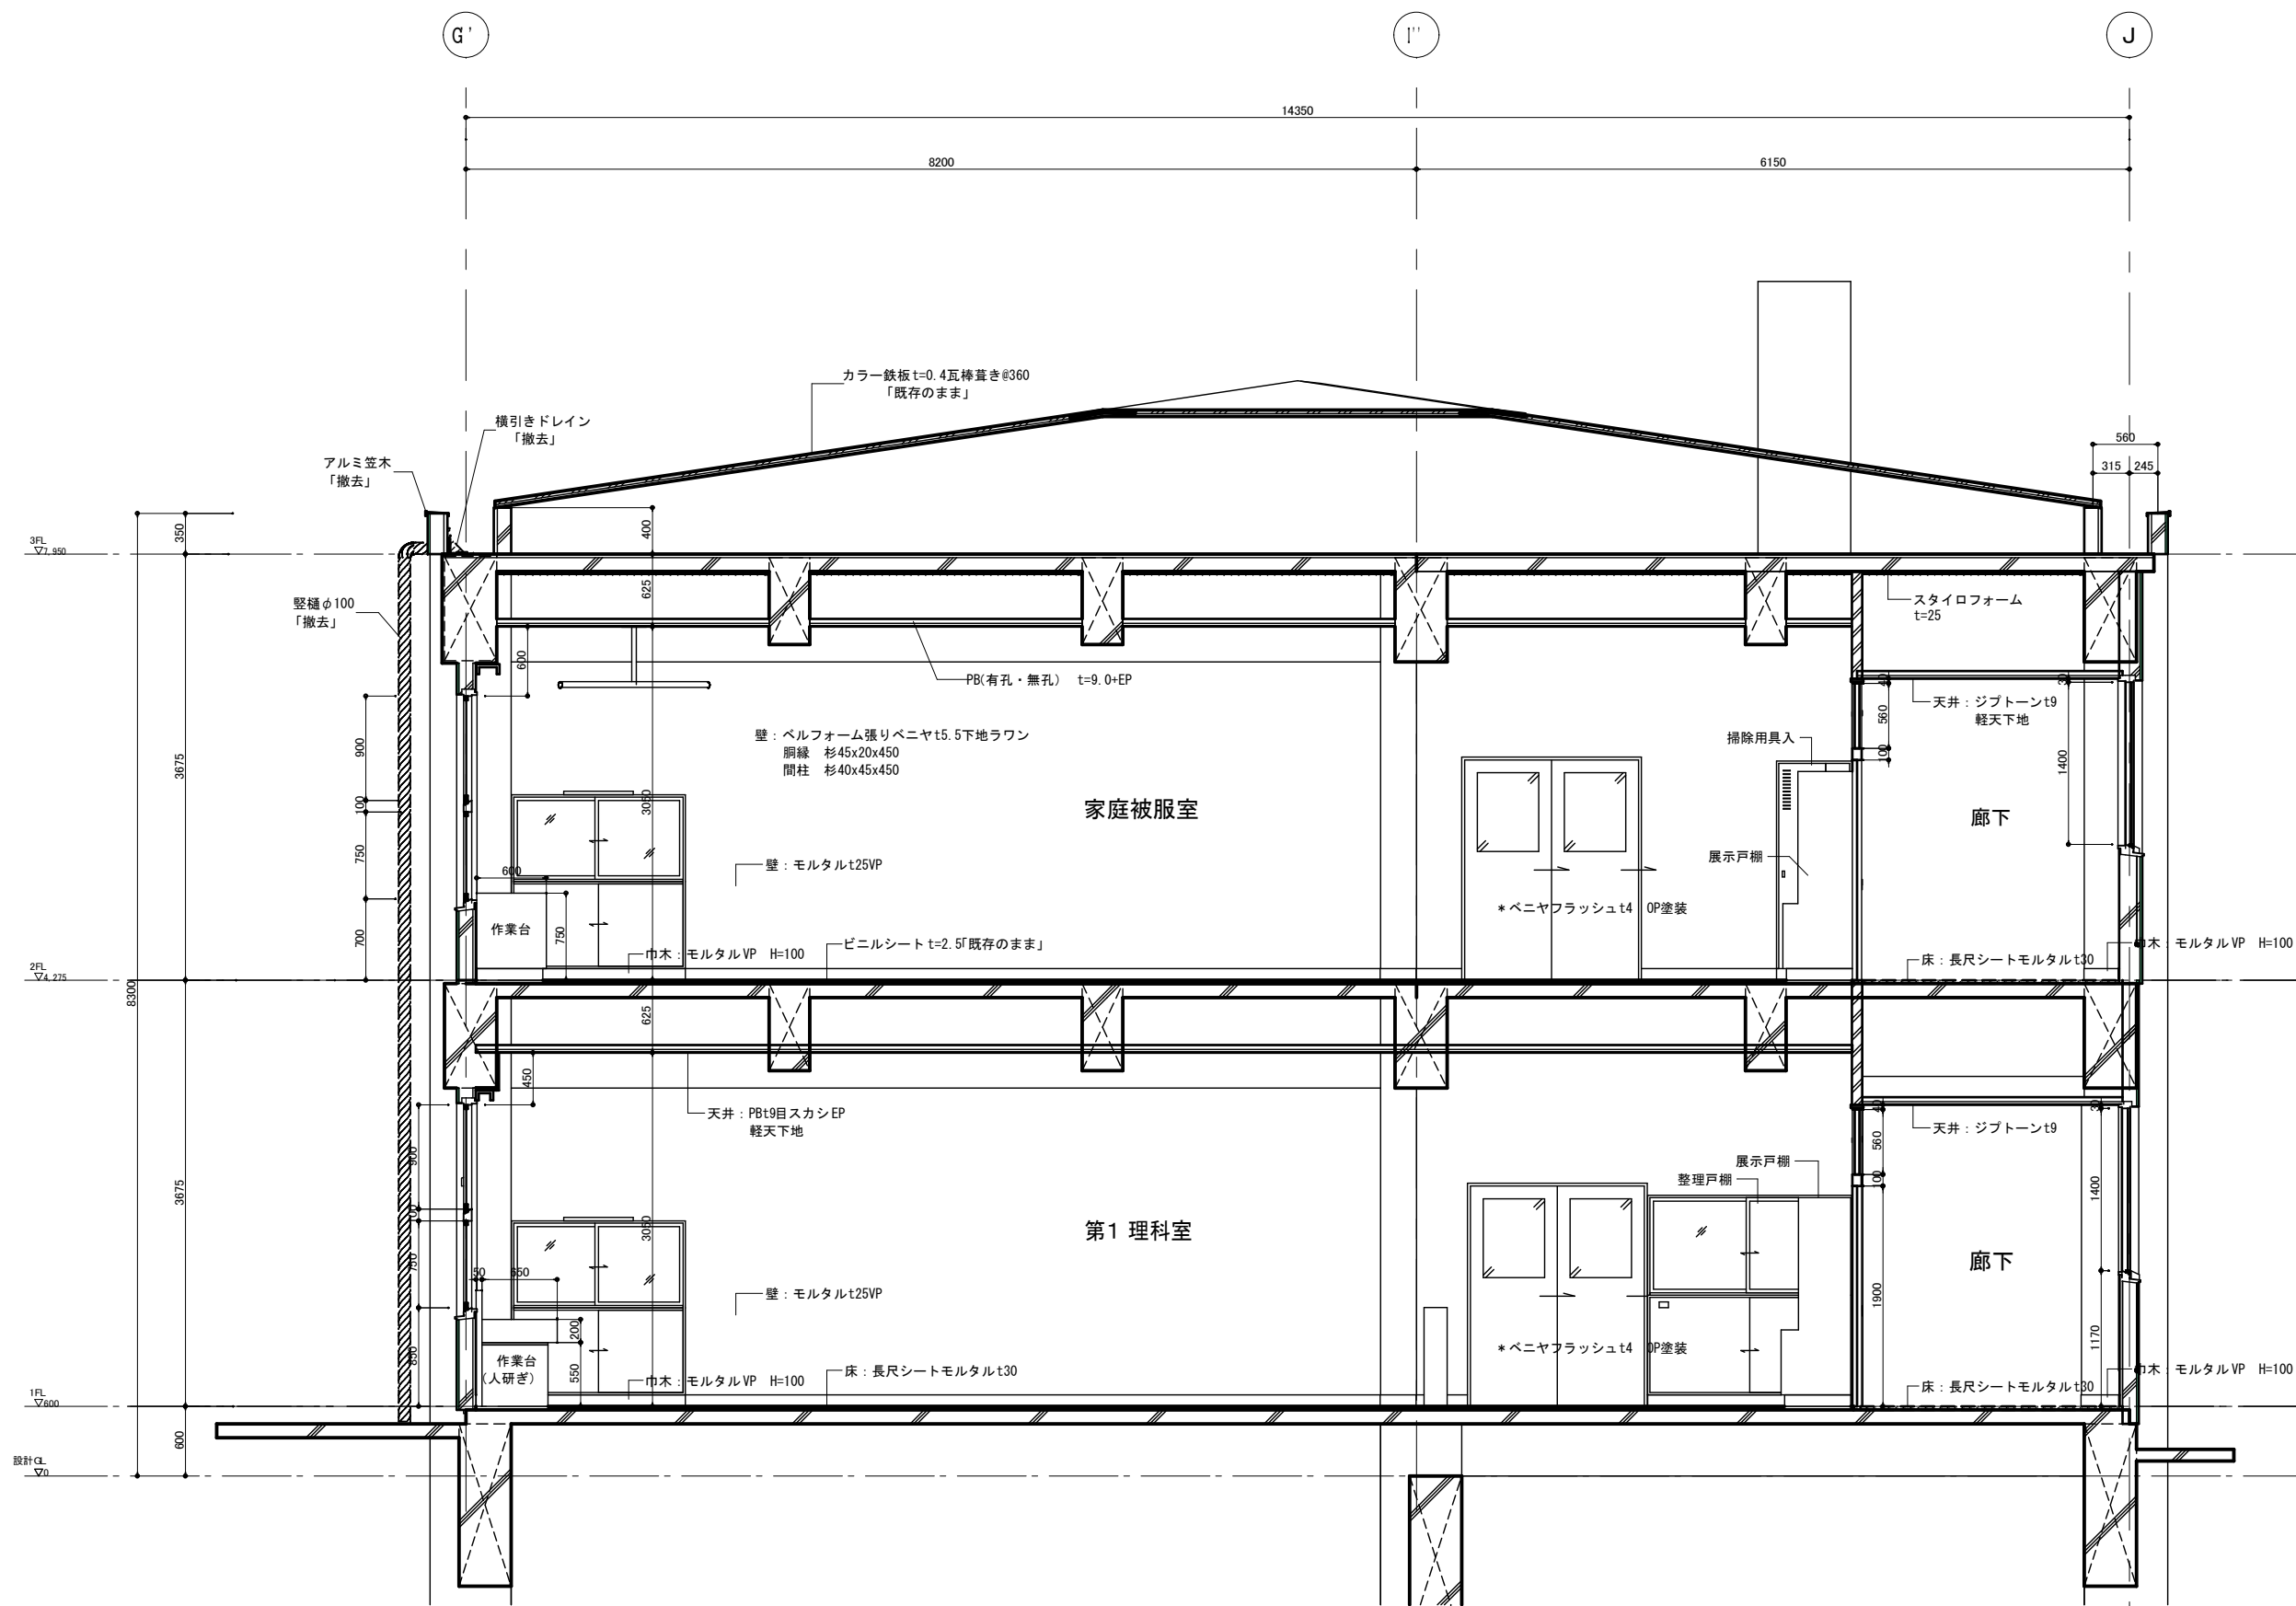 G'
I''
J
14350
8200
6150
カラー鉄板t=0.4瓦棒葺き@360
「既存のまま」
横引きドレイン
「撤去」
アルミ笠木
「撤去」
560
315
245
350
400
3FL
▽7,950
625
竪樋φ100
「撤去」
スタイロフォーム
t=25
600
PB(有孔・無孔)　t=9.0+EP
40
30
天井：ジプトーンt9
軽天下地
560
壁：ベルフォーム張りベニヤt5.5下地ラワン
胴縁　杉45x20x450
間柱　杉40x45x450
掃除用具入
900
3675
100
1400
100
3050
家庭被服室
廊下
750
壁：モルタルt25VP
展示戸棚
600
*ベニヤフラッシュt4　OP塗装
作業台
750
700
巾木：モルタルVP　H=100
ビニルシートt=2.5「既存のまま」
巾木：モルタルVP　H=100
床：長尺シートモルタルt30
2FL
▽4,275
8300
625
450
天井：PBt9目スカシEP
軽天下地
40
30
天井：ジプトーンt9
560
900
展示戸棚
整理戸棚
100
1400
3675
100
3050
第1 理科室
廊下
750
50
650
壁：モルタルt25VP
1900
200
1170
850
作業台
(人研ぎ)
550
*ベニヤフラッシュt4　OP塗装
巾木：モルタルVP　H=100
床：長尺シートモルタルt30
巾木：モルタルVP　H=100
床：長尺シートモルタルt30
1FL
▽600
600
設計GL
▽0